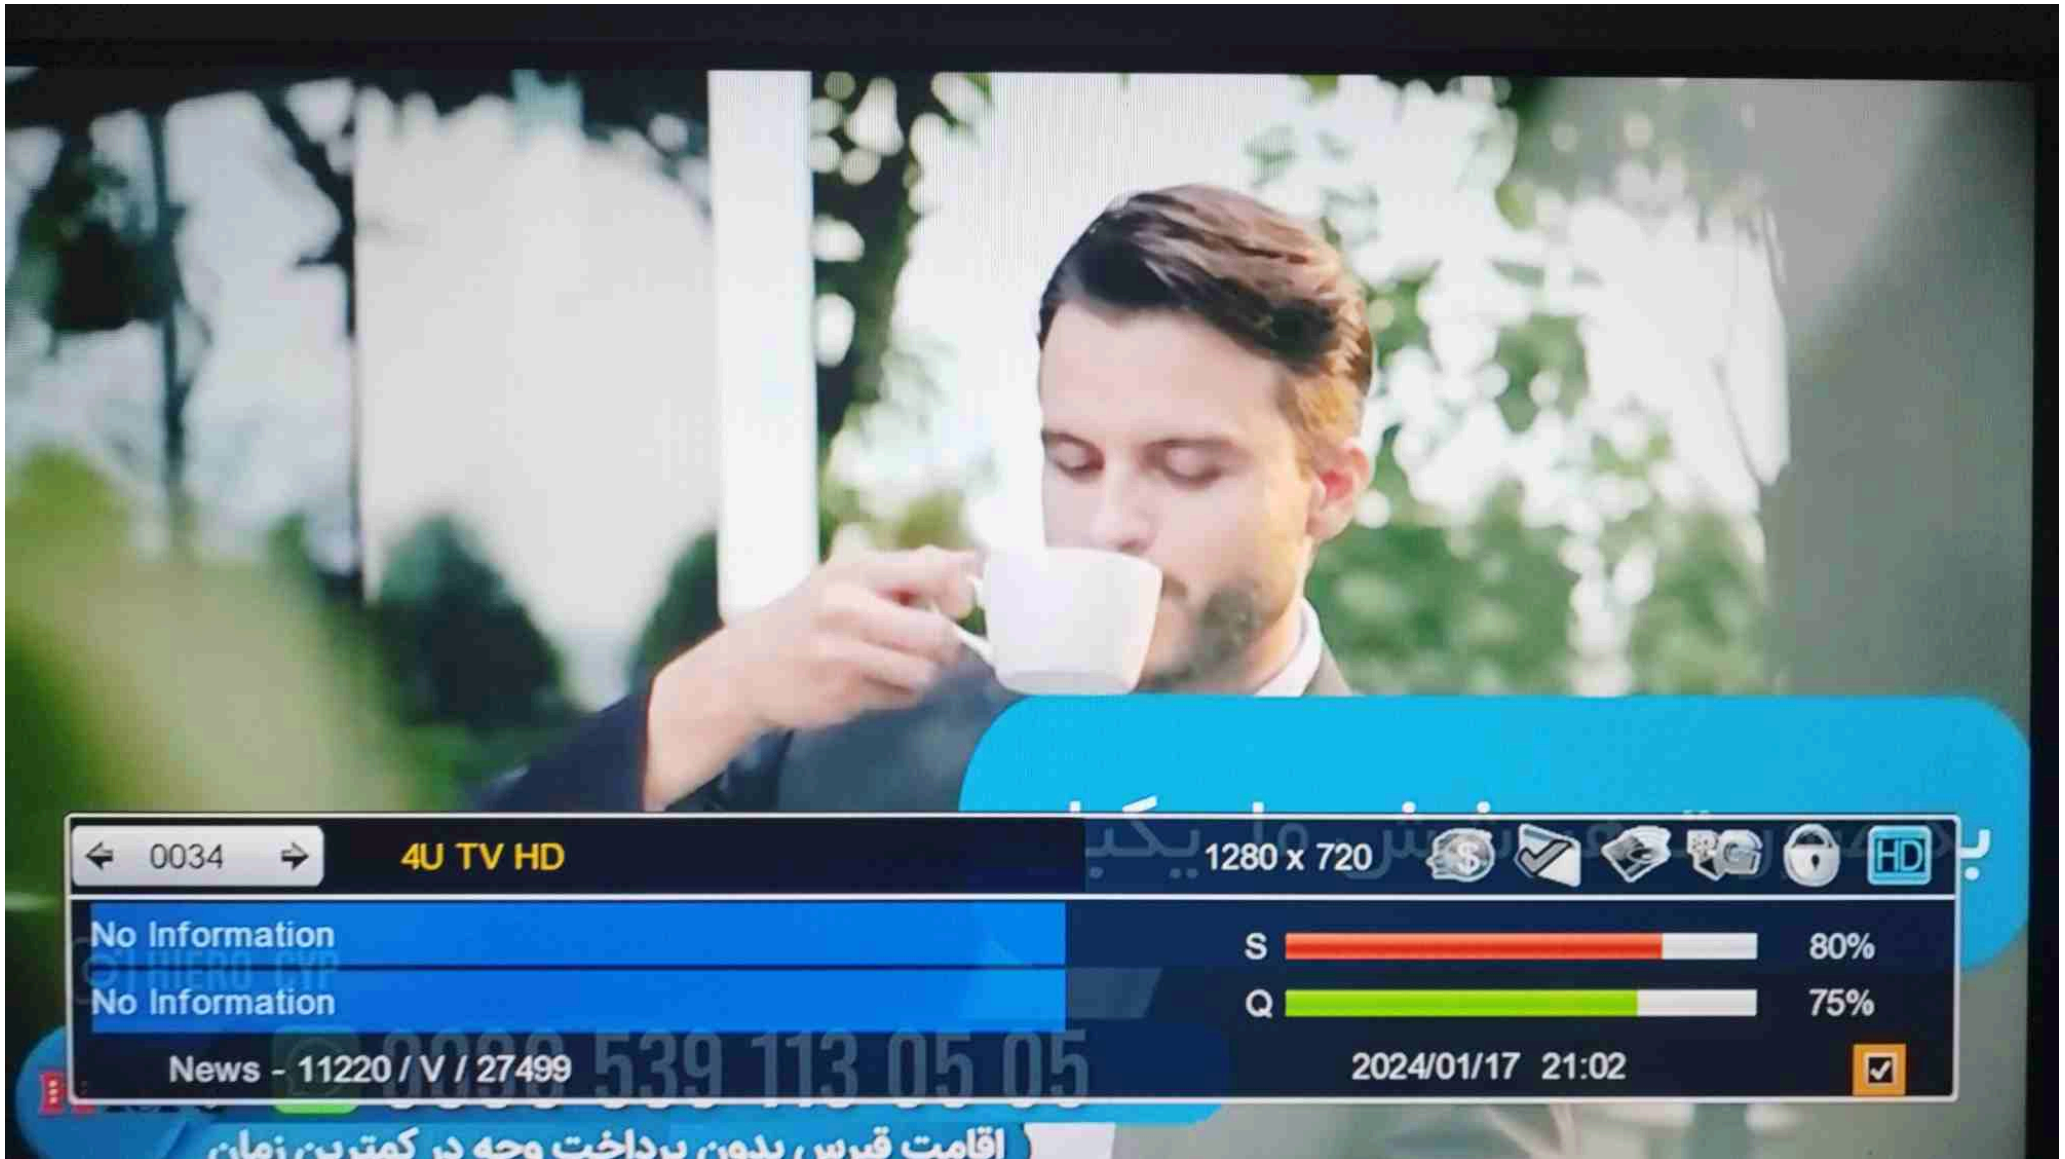 0034
4U TV HD
1280 x 720
HD
No Information
S 80%
HIERO_CYP
No Information
Q 75%
News - 11220 / V / 27499
2024/01/17 21:02
539 113 05 05
اقامت قبرس بدون پرداخت وجه در کمترین زمان